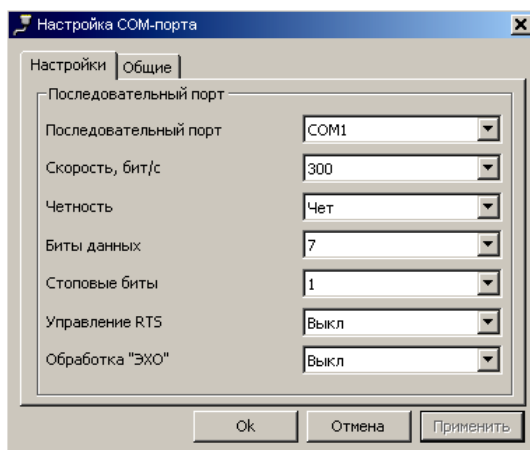 Настройка COM-порта
Настройки Общие
Последовательный порт
Последовательный порт COM1
Скорость, бит/с 300
Четность Чет
Биты данных 7
Стоповые биты 1
Управление RTS Выкл
Обработка "ЭХО" Выкл
Ok Отмена Применить